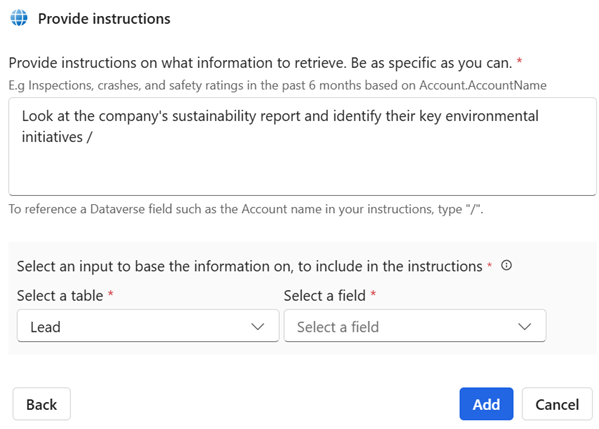 Provide instructions
Provide instructions on what information to retrieve. Be as specific as you can. *
E.g Inspections, crashes, and safety ratings in the past 6 months based on Account.AccountName
Look at the company's sustainability report and identify their key environmental
initiatives /
To reference a Dataverse field such as the Account name in your instructions, type "/".
Select an input to base the information on, to include in the instructions *
Select a table * Select a field *
Lead Select a field
Back Add Cancel